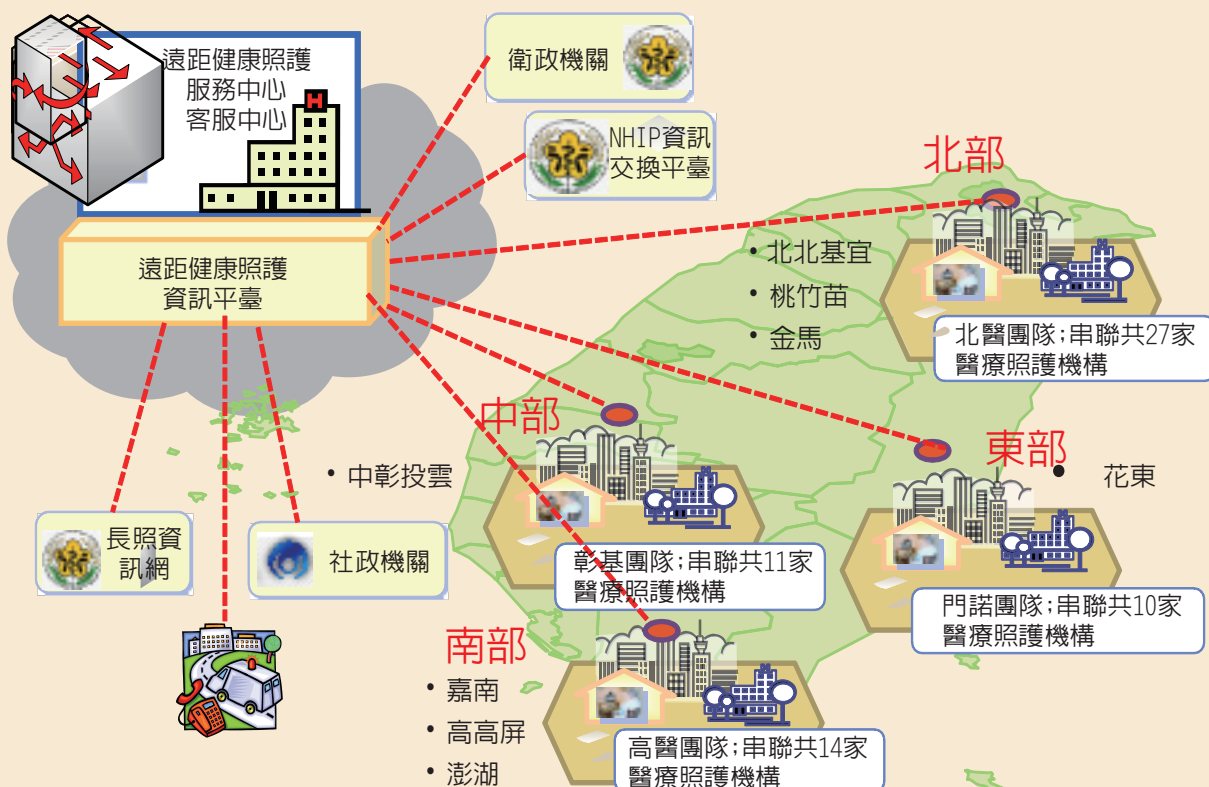 遠距健康照護
服務中心
客服中心
H
遠距健康照護
資訊平臺
衛政機關
NHIP資訊
交換平臺
北部
• 北北基宜
• 桃竹苗
• 金馬
北醫團隊;串聯共27家
醫療照護機構
中部
• 中彰投雲
彰基團隊;串聯共11家
醫療照護機構
東部
• 花東
門諾團隊;串聯共10家
醫療照護機構
長照資
訊網
社政機關
南部
• 嘉南
• 高高屏
• 澎湖
高醫團隊;串聯共14家
醫療照護機構